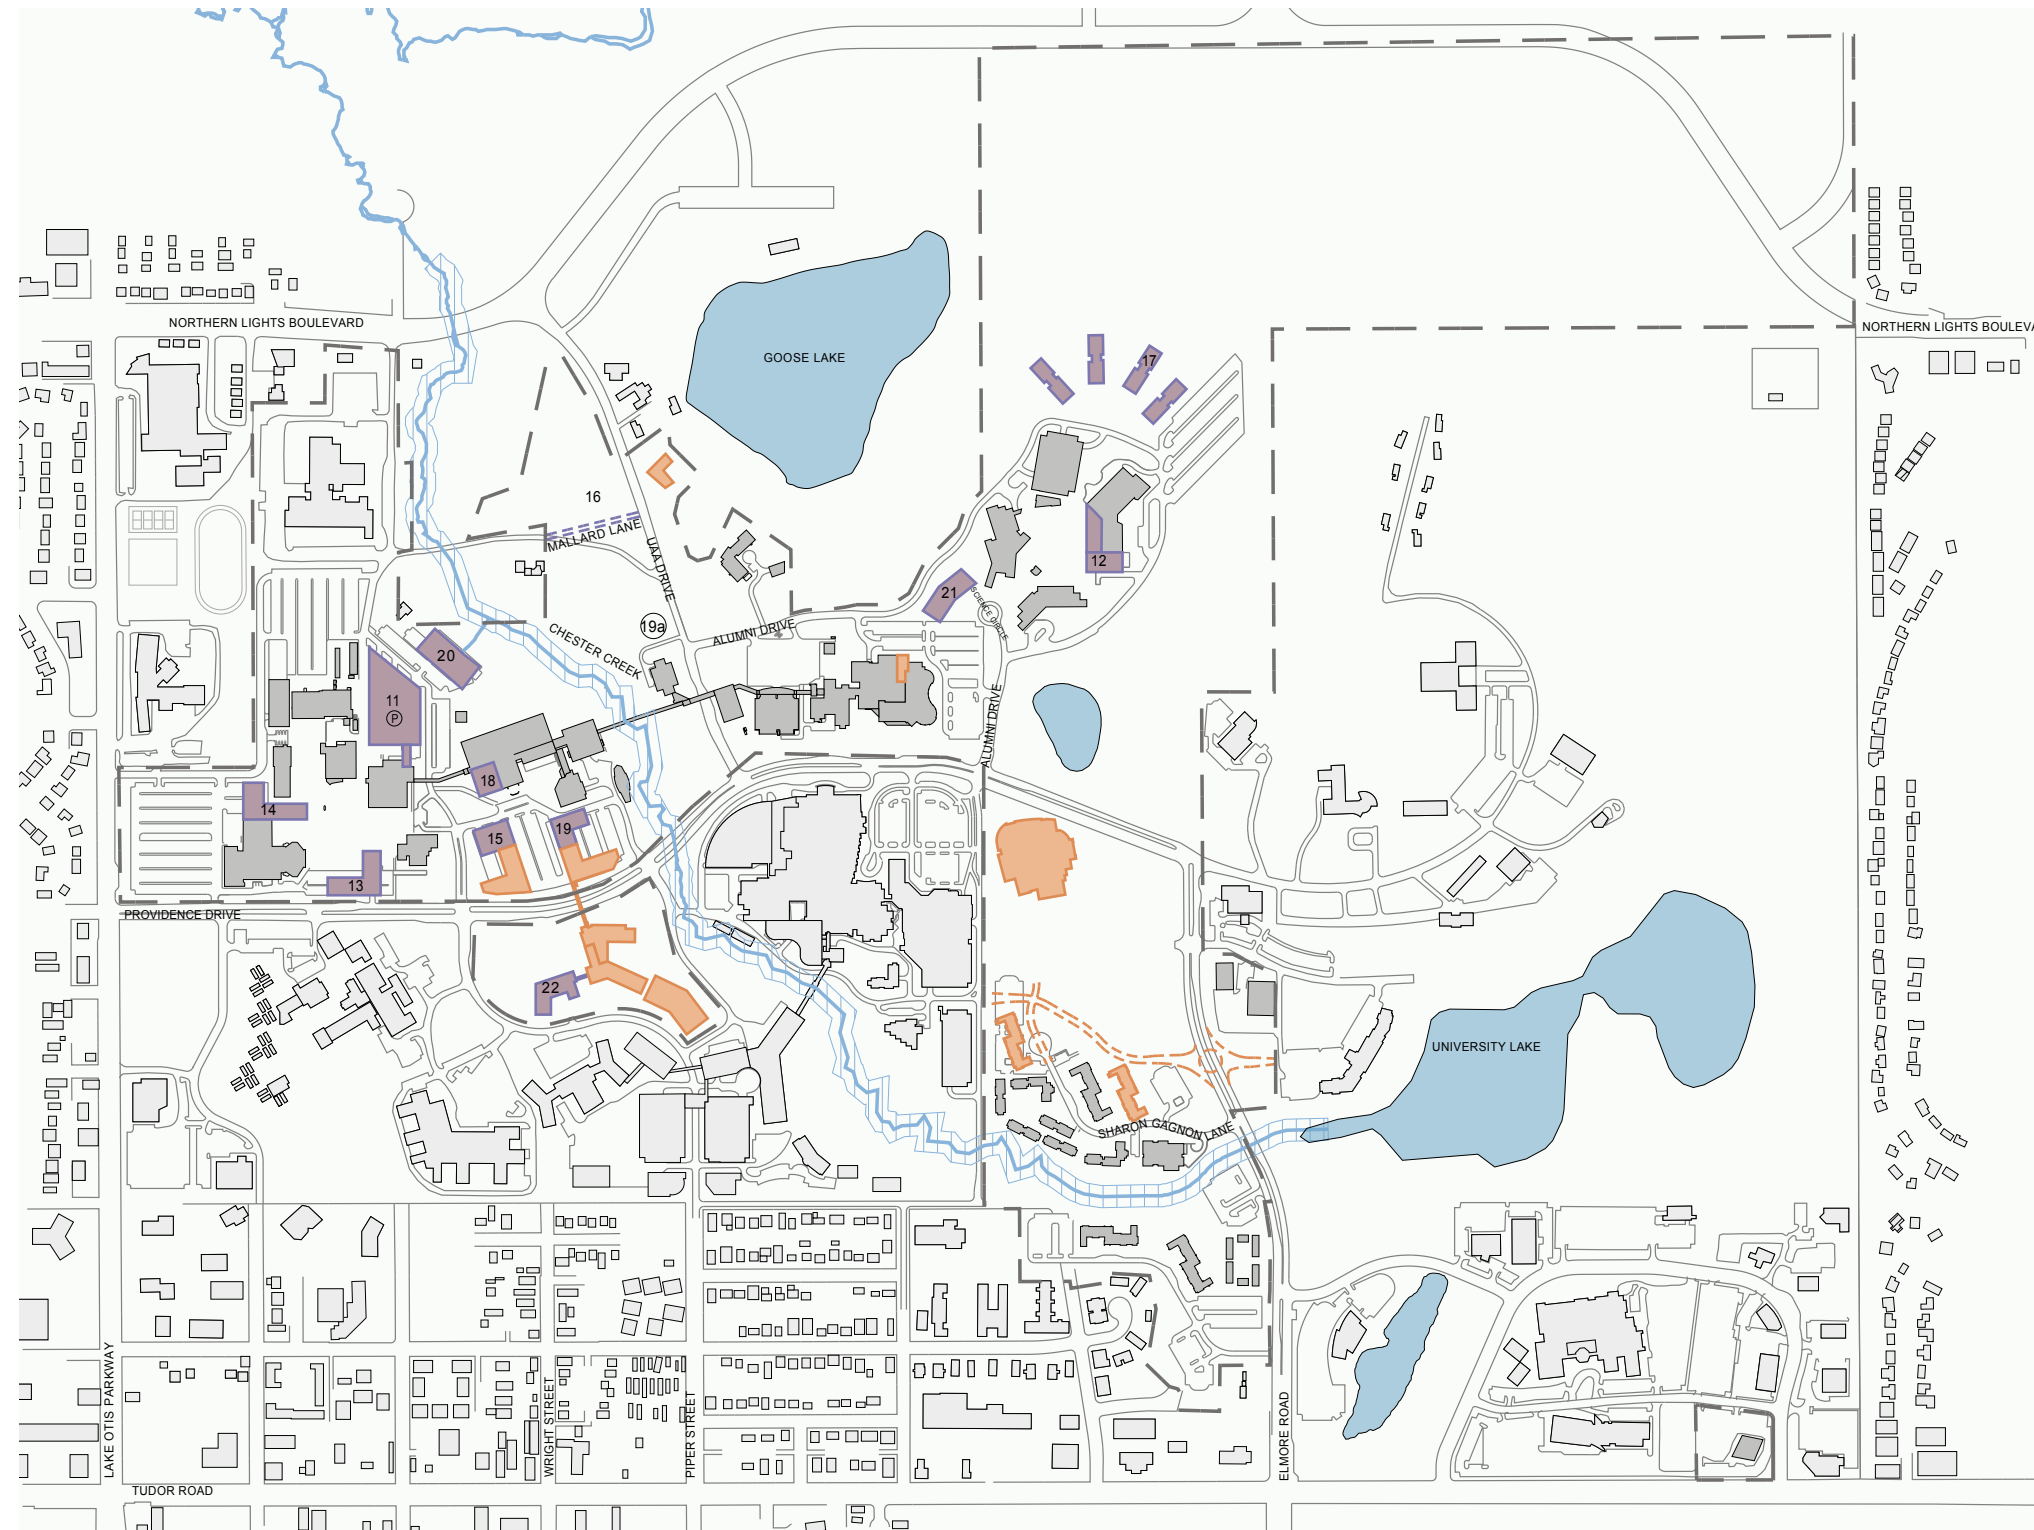 NORTHERN LIGHTS BOULEVARD
NORTHERN LIGHTS BOULEVA
GOOSE LAKE
17
16
MALLARD LANE
UAA DRIVE
12
21
SCIENCE CIRCLE
19a
ALUMNI DRIVE
CHESTER CREEK
20
11
P
ALUMNI DRIVE
18
14
15
19
13
PROVIDENCE DRIVE
22
UNIVERSITY LAKE
SHARON GAGNON LANE
LAKE OTIS PARKWAY
WRIGHT STREET
PIPER STREET
ELMORE ROAD
TUDOR ROAD